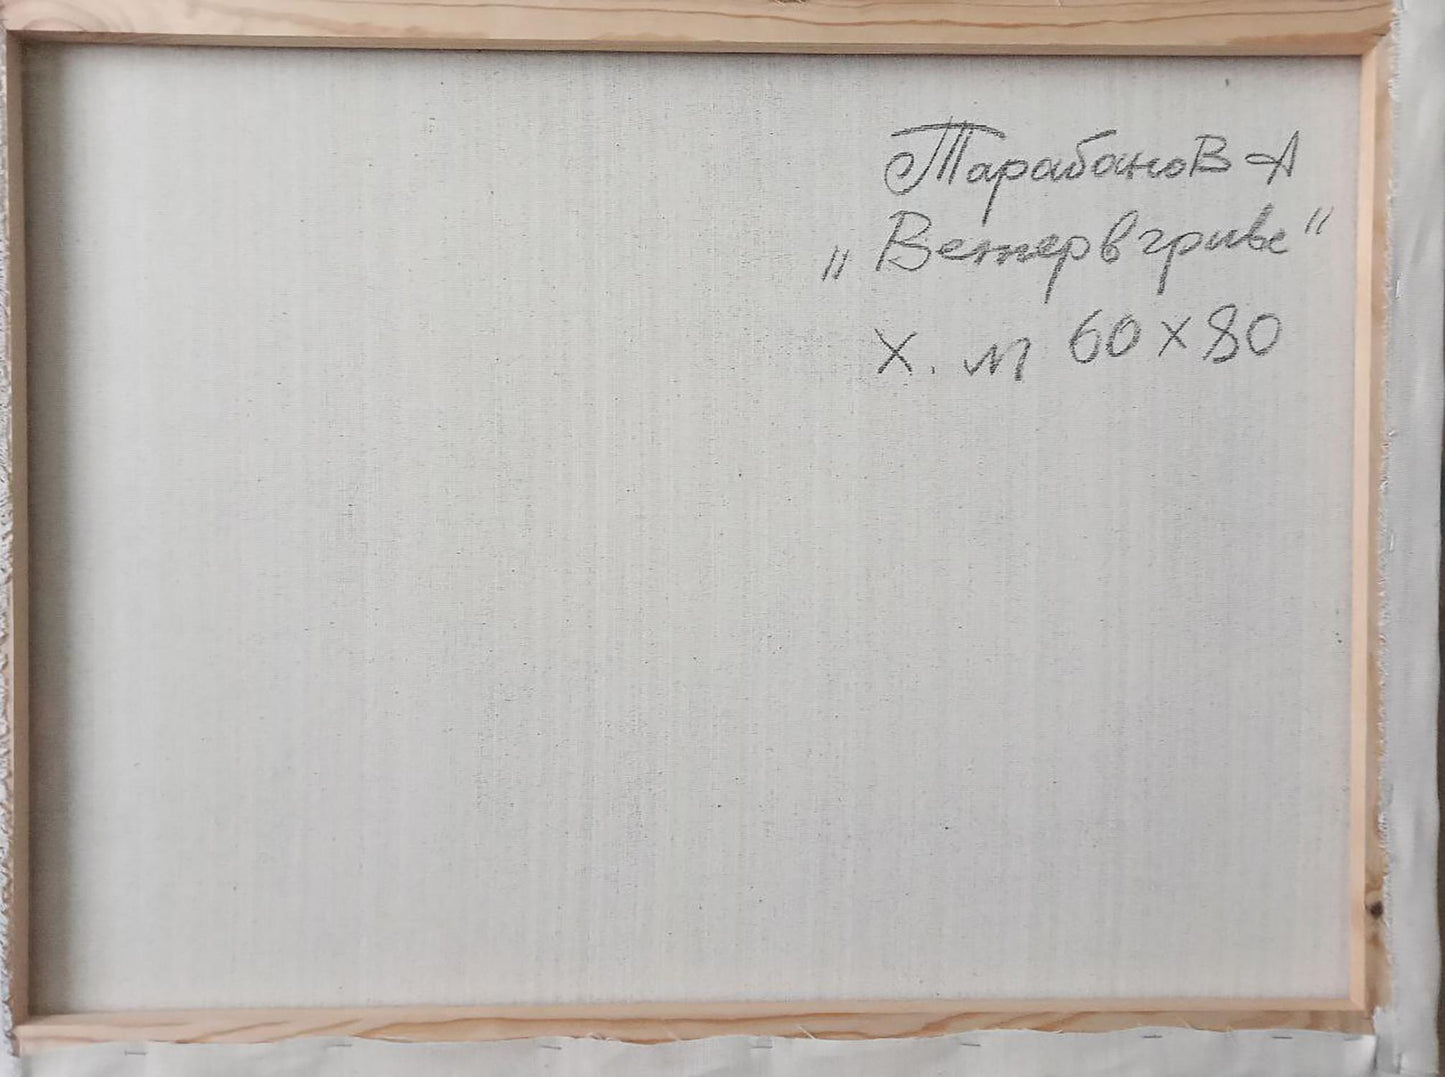 Тарабанов А
„Ветер в гриве“
Х. м 60 х 80